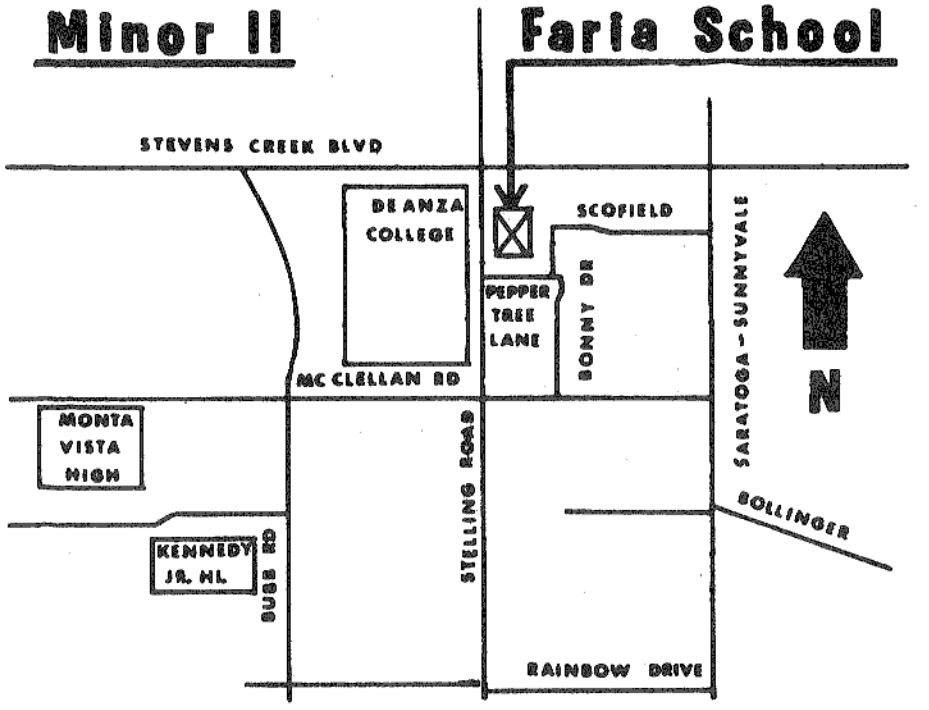 Minor II
Faria School
STEVENS CREEK BLVD
DE ANZA
COLLEGE
SCOFIELD
PEPPER
TREE
LANE
BONNY DR
SARATOGA - SUNNYVALE
N
MC CLELLAN RD
MONTA
VISTA
HIGH
STELLING ROAD
BOLLINGER
KENNEDY
JR. HI.
BUBB RD
RAINBOW DRIVE